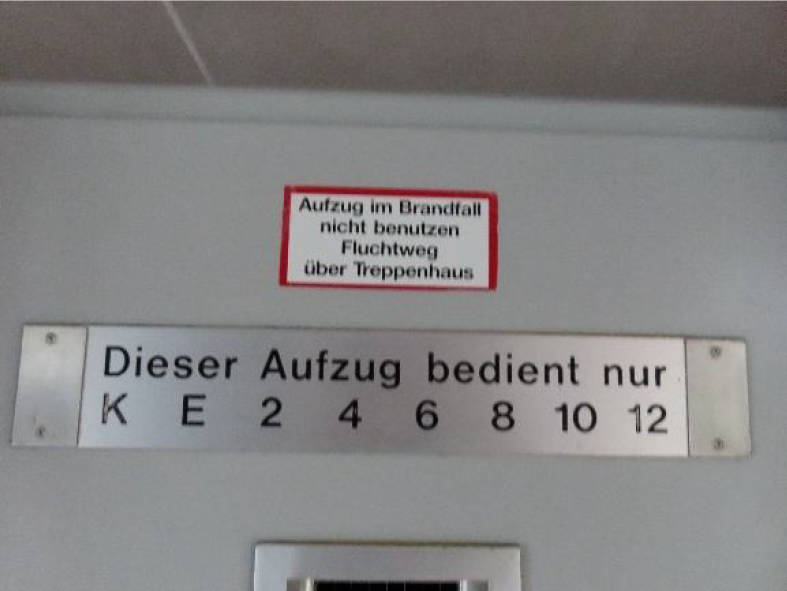 Aufzug im Brandfall
nicht benutzen
Fluchtweg
über Treppenhaus
Dieser Aufzug bedient nur
K E 2 4 6 8 10 12